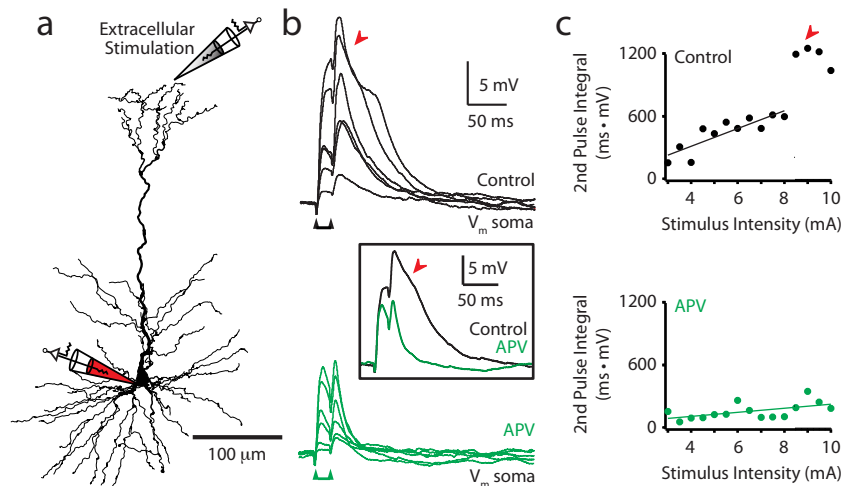 a
Extracellular
Stimulation
100 μm
b
5 mV
50 ms
Control
Vm soma
5 mV
50 ms
Control
APV
APV
Vm soma
c
Control
2nd Pulse Integral
(ms • mV)
1200
600
0
4 6 8 10
Stimulus Intensity (mA)
APV
2nd Pulse Integral
(ms • mV)
1200
600
0
4 6 8 10
Stimulus Intensity (mA)